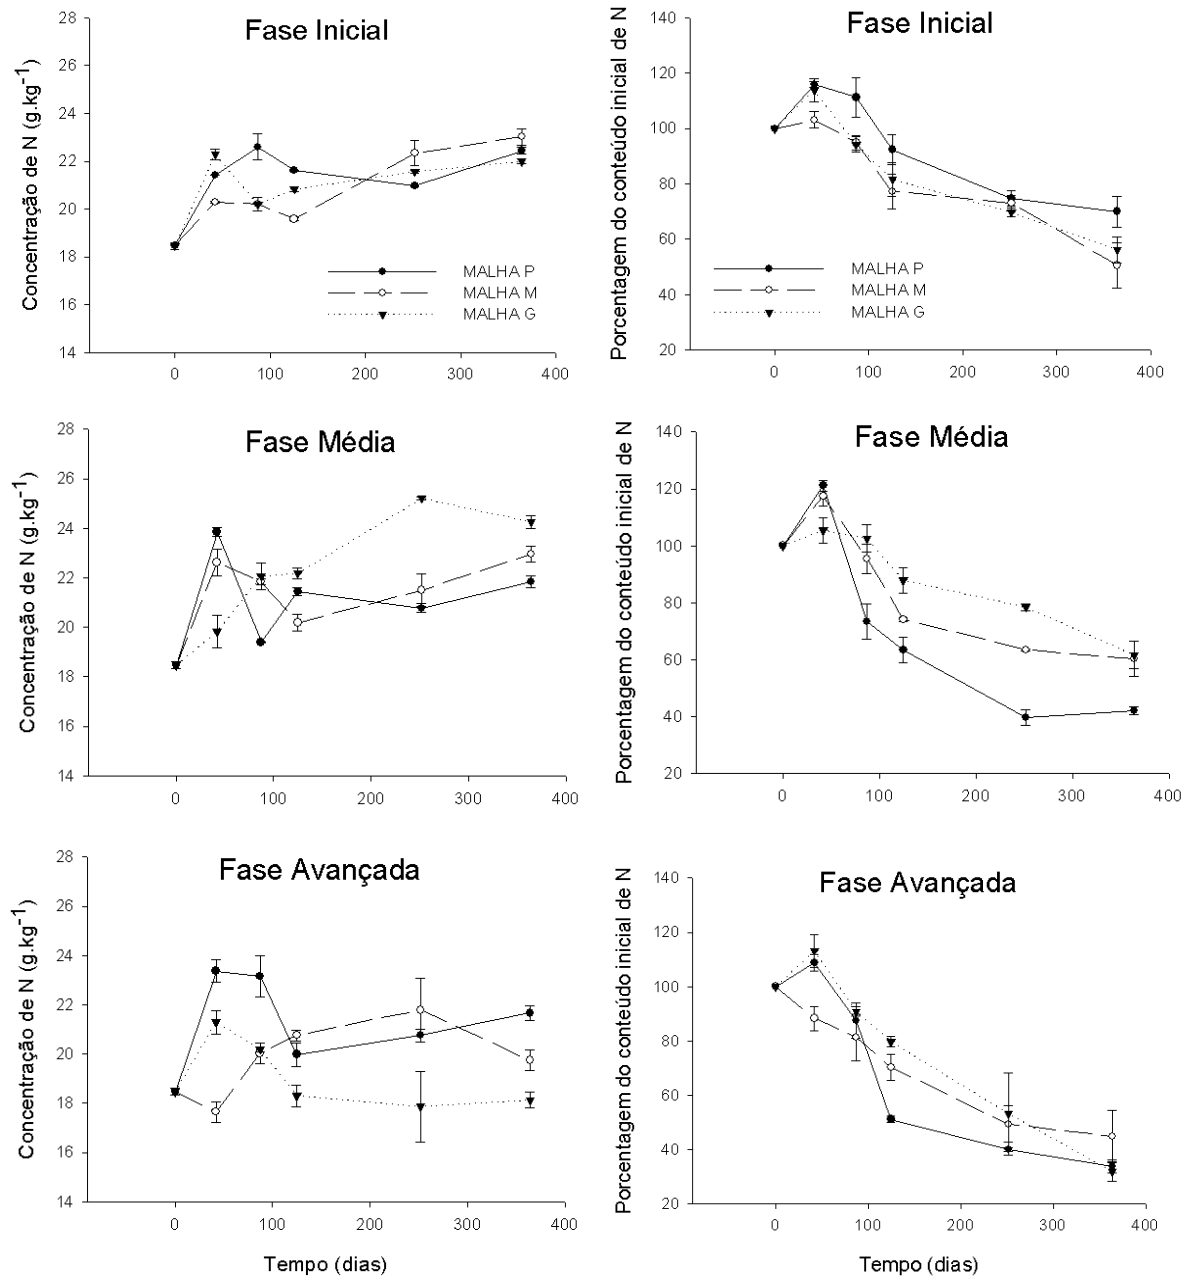 Fase Inicial
Concentração de N (g.kg-1)
28
26
24
22
20
18
16
14
MALHA P
MALHA M
MALHA G
0 100 200 300 400
Fase Inicial
Porcentagem do conteúdo inicial de N
140
120
100
80
60
40
20
MALHA P
MALHA M
MALHA G
0 100 200 300 400
Fase Média
Concentração de N (g.kg-1)
28
26
24
22
20
18
16
14
0 100 200 300 400
Fase Média
Porcentagem do conteúdo inicial de N
140
120
100
80
60
40
20
0 100 200 300 400
Fase Avançada
Concentração de N (g.kg-1)
28
26
24
22
20
18
16
14
0 100 200 300 400
Tempo (dias)
Fase Avançada
Porcentagem do conteúdo inicial de N
140
120
100
80
60
40
20
0 100 200 300 400
Tempo (dias)